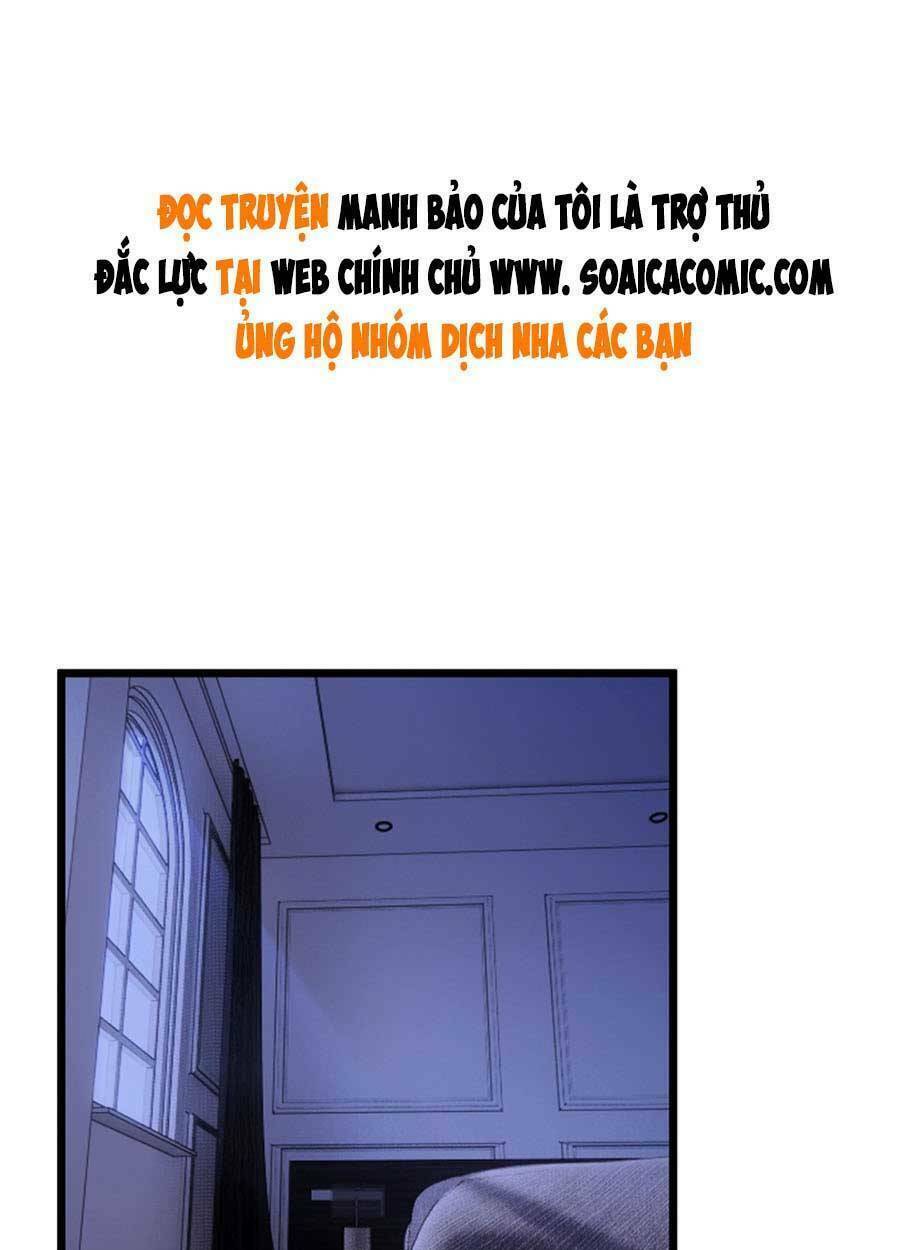 ĐỌC TRUYỆN MANH BẢO CỦA TÔI LÀ TRỢ THỦ
ĐẮC LỰC TẠI WEB CHÍNH CHỦ WWW. SOAICACOMIC.COM
ỦNG HỘ NHÓM DỊCH NHA CÁC BẠN